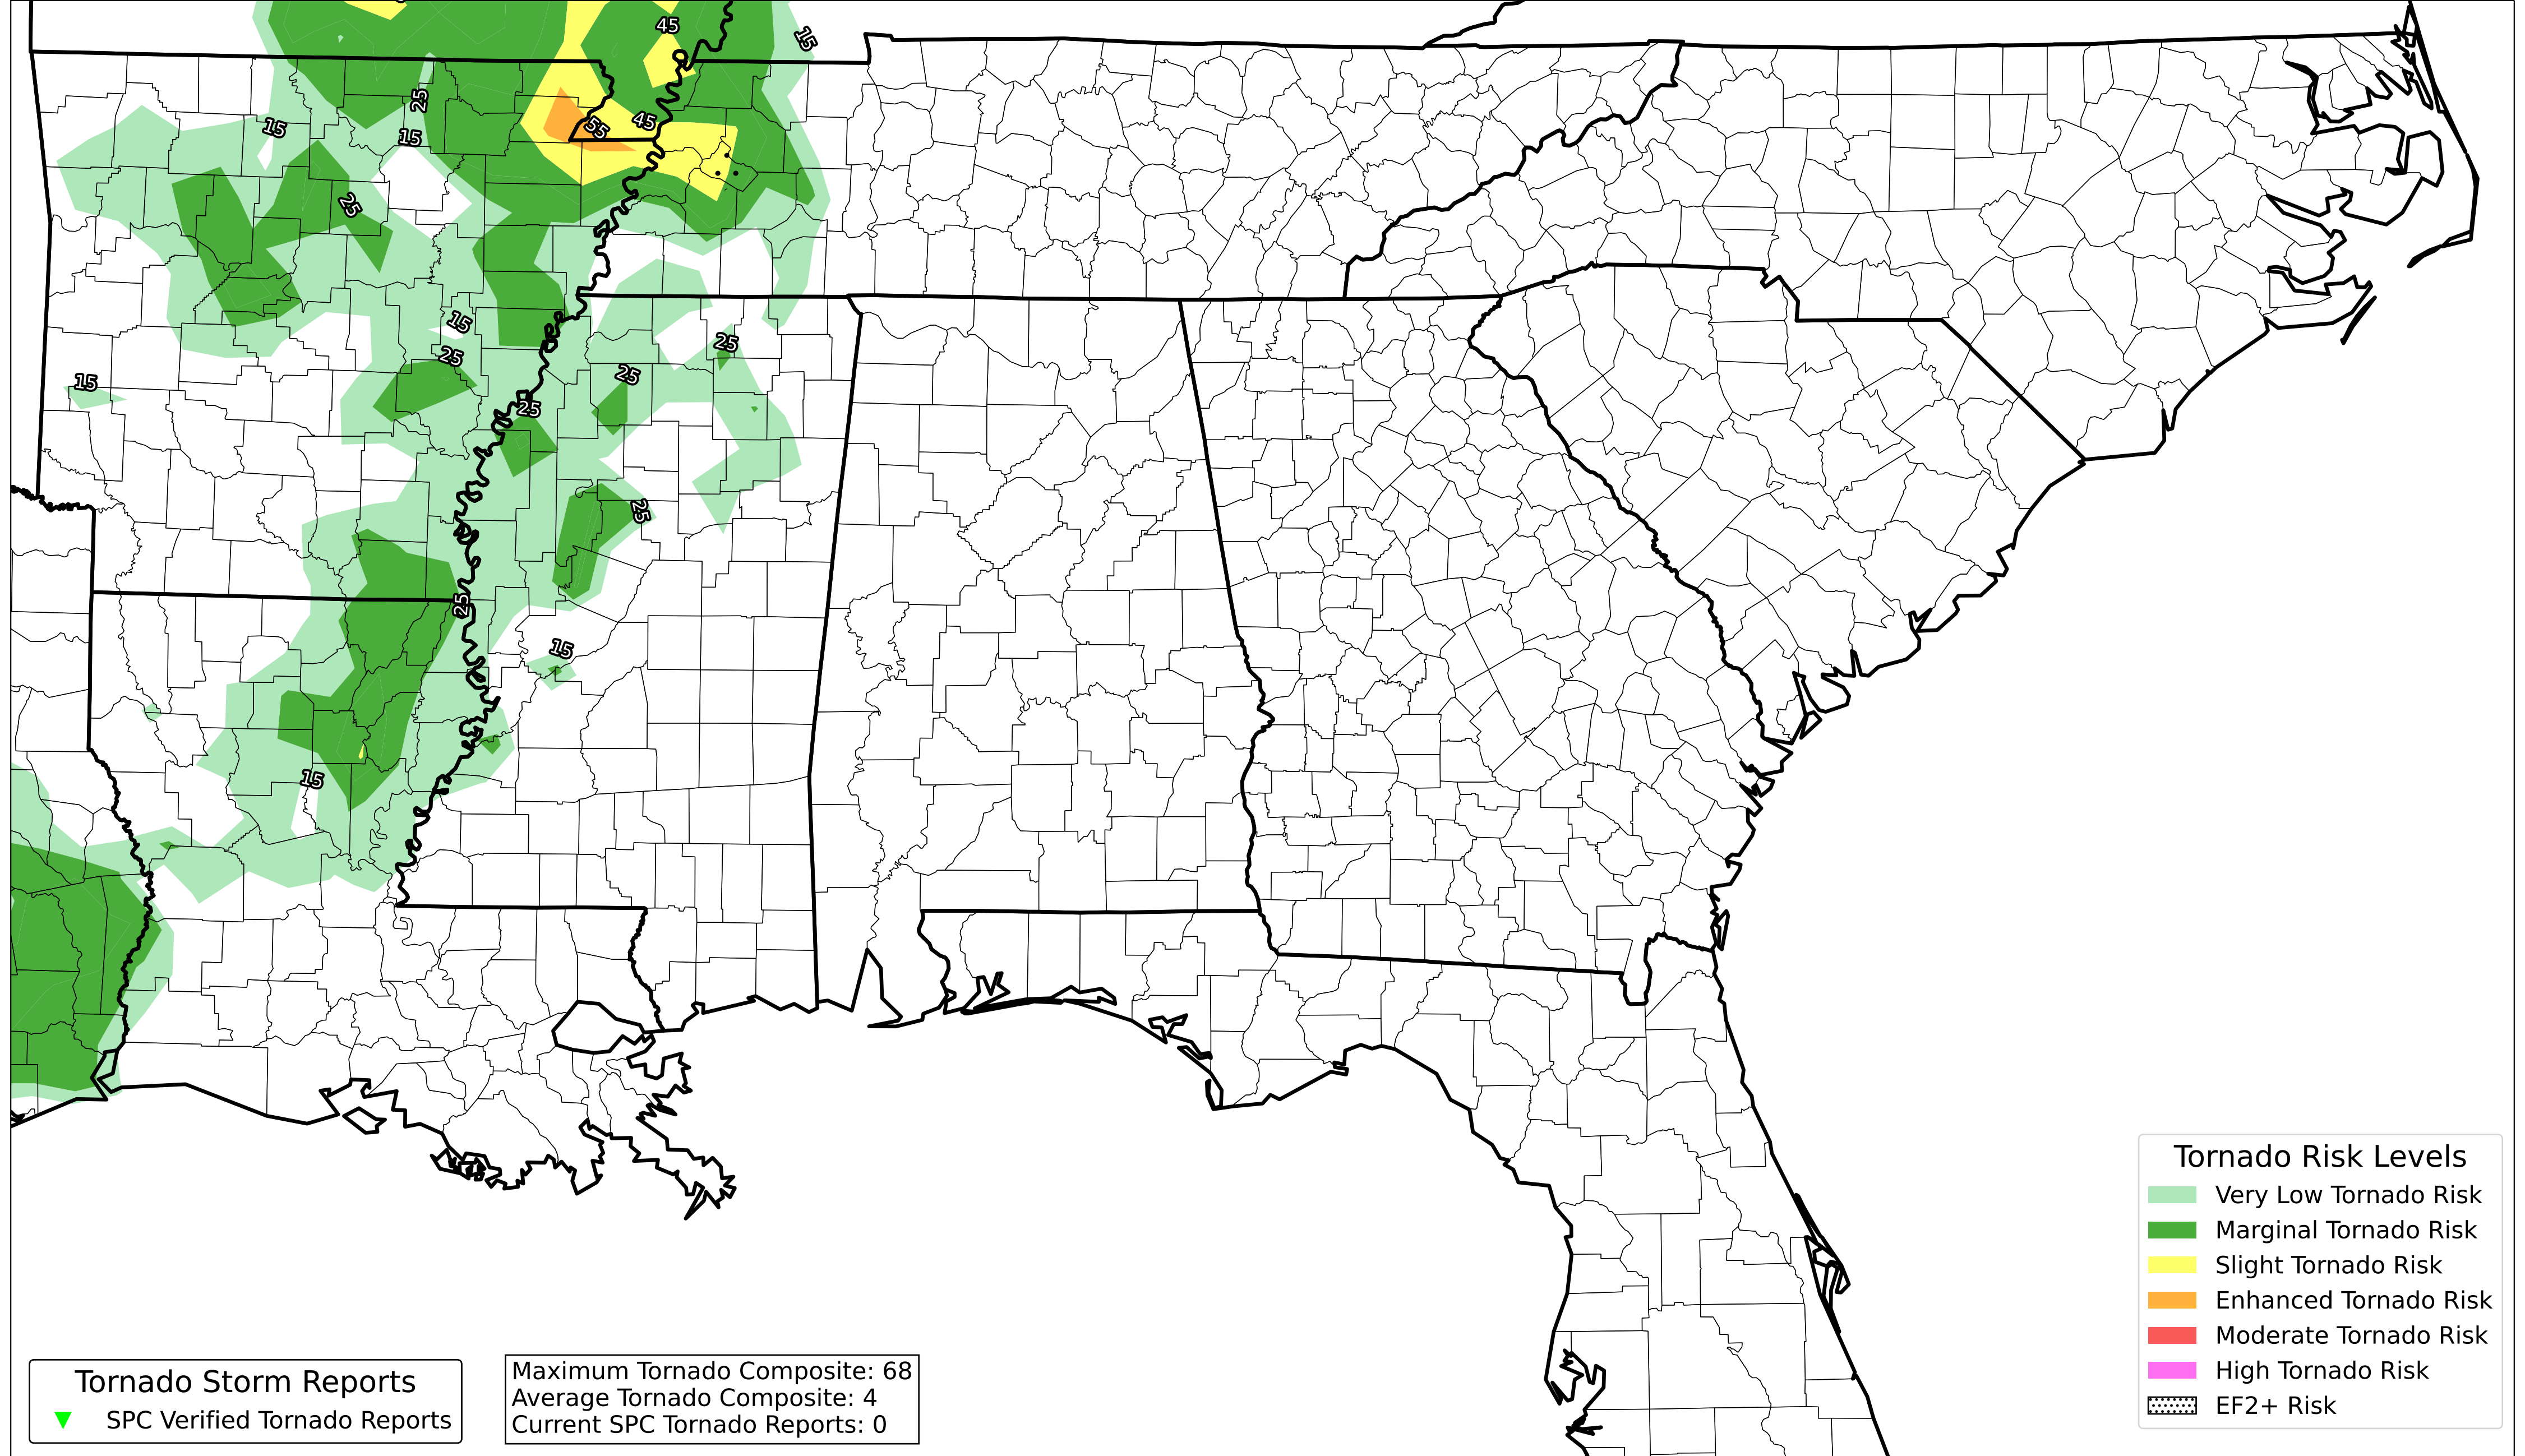 45
15
25
15
15
55
45
25
15
25
25
25
15
25
25
25
15
15
Tornado Risk Levels
Very Low Tornado Risk
Marginal Tornado Risk
Slight Tornado Risk
Enhanced Tornado Risk
Moderate Tornado Risk
High Tornado Risk
EF2+ Risk
Tornado Storm Reports
SPC Verified Tornado Reports
Maximum Tornado Composite: 68
Average Tornado Composite: 4
Current SPC Tornado Reports: 0